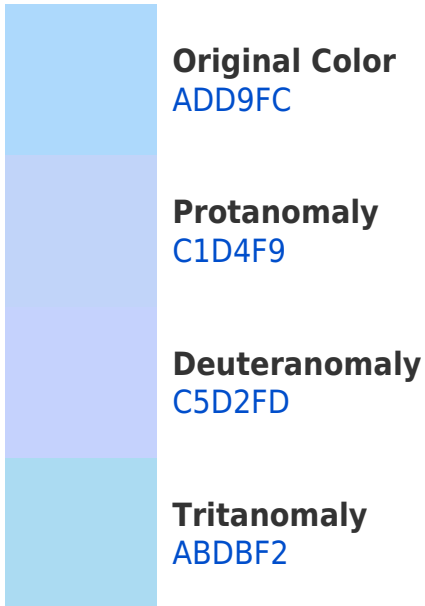 Original Color
ADD9FC
Protanomaly
C1D4F9
Deuteranomaly
C5D2FD
Tritanomaly
ABDBF2